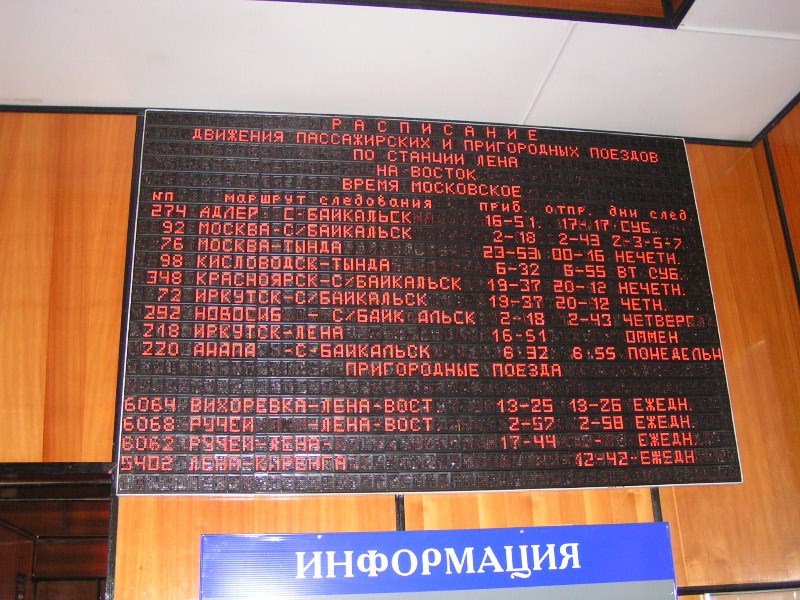 РАСПИСАНИЕ
ДВИЖЕНИЯ ПАССАЖИРСКИХ И ПРИГОРОДНЫХ ПОЕЗДОВ
ПО СТАНЦИИ ЛЕНА
НА ВОСТОК
ВРЕМЯ МОСКОВСКОЕ
№П маршрут следования приб. отпр. дни след.
274 АДЛЕР С-БАЙКАЛЬСК 16-51 17-17 СУБ.
92 МОСКВА-С/БАЙКАЛЬСК 2-18 2-43 2-3-5-7
76 МОСКВА-ТЫНДА 23-53 00-16 НЕЧЕТН.
98 КИСЛОВОДСК-ТЫНДА 6-32 6-55 ВТ СУБ.
348 КРАСНОЯРСК-С/БАЙКАЛЬСК 19-37 20-12 НЕЧЕТН.
72 ИРКУТСК-С/БАЙКАЛЬСК 19-37 20-12 ЧЕТН.
292 НОВОСИБ - С/БАЙК АЛЬСК 2-18 2-43 ЧЕТВЕРГ
218 ИРКУТСК-ЛЕНА 16-51
220 АНАПА -С-БАЙКАЛЬСК 6 32 6 55 ПОНЕДЕЛЬН
ПРИГОРОДНЫЕ ПОЕЗДА
6064 ВИХОРЕВКА-ЛЕНА-ВОСТ 13-25 13-26 ЕЖЕДН.
6068 РУЧЕЙ -ЛЕНА-ВОСТ. 2-57 2-58 ЕЖЕДН.
6062 РУЧЕЙ-ЛЕНА- 17-44 - ЕЖЕДН.
5402 ЛЕНА-КИРЕНГА 12-42-ЕЖЕДН
ИНФОРМАЦИЯ